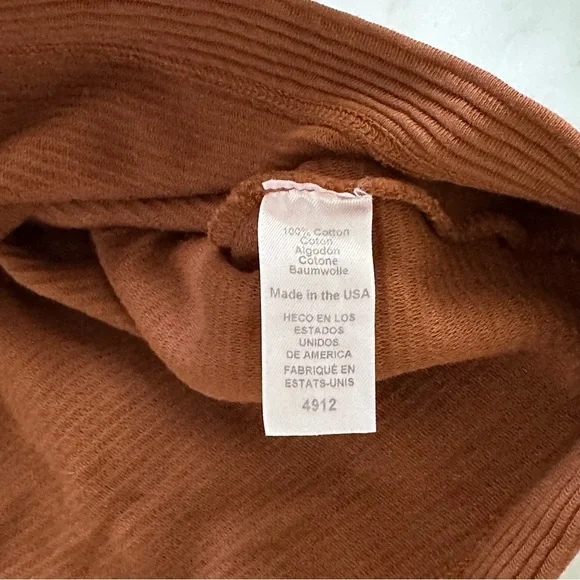 100% Cotton
Coton
Algodón
Cotone
Baumwolle
Made in the USA
HECO EN LOS
ESTADOS
UNIDOS
DE AMERICA
FABRIQUÉ EN
ESTATS-UNIS
4912